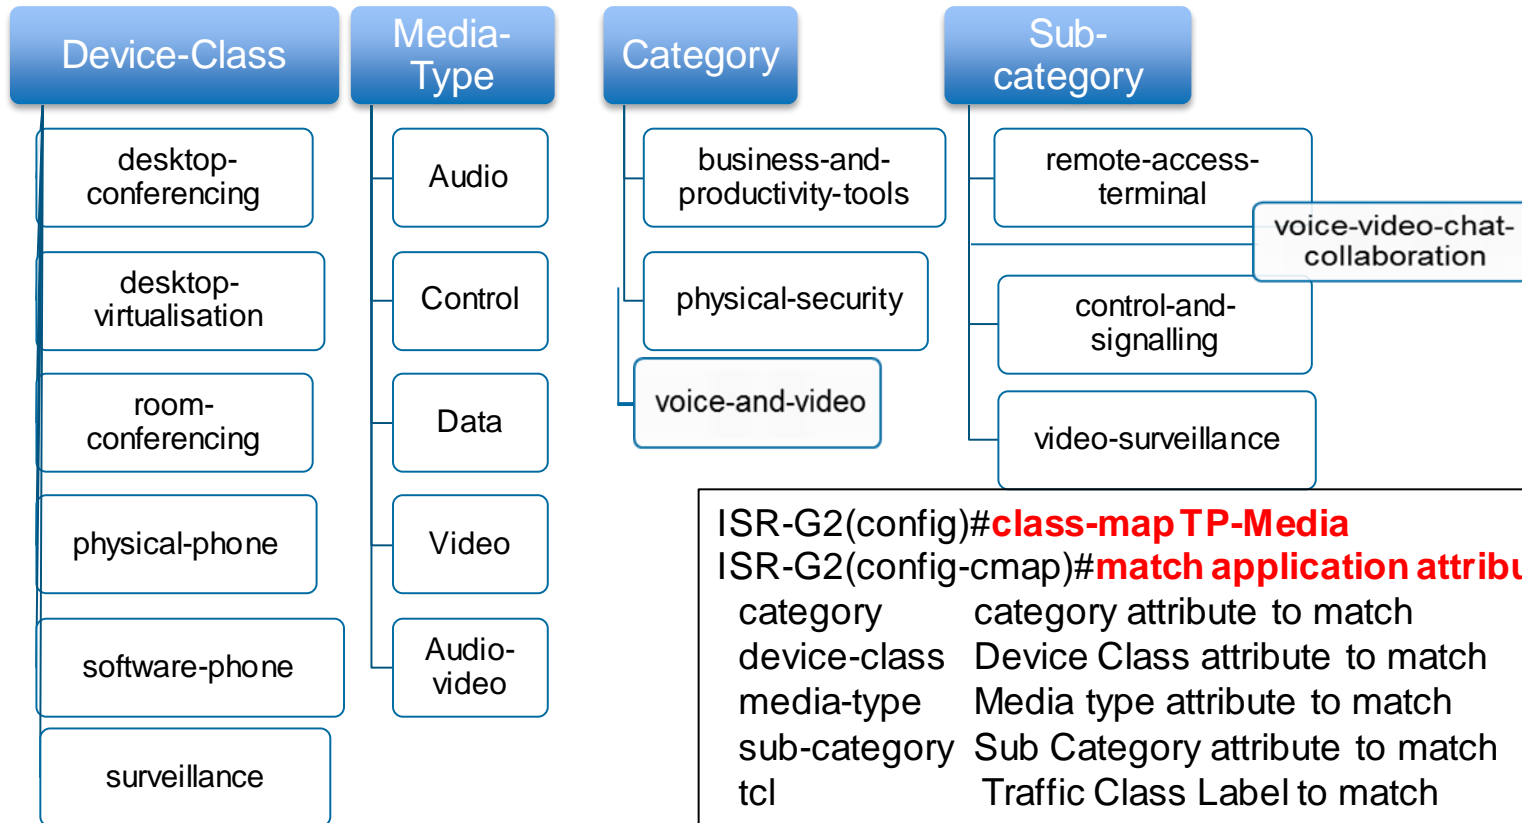 Device-Class
desktop-
conferencing
desktop-
virtualisation
room-
conferencing
physical-phone
software-phone
surveillance
Media-
Type
Audio
Control
Data
Video
Audio-
video
Category
business-and-
productivity-tools
physical-security
voice-and-video
Sub-
category
remote-access-
terminal
voice-video-chat-
collaboration
control-and-
signalling
video-surveillance
ISR-G2(config)#class-map TP-Media
ISR-G2(config-cmap)#match application attribu
category category attribute to match
device-class Device Class attribute to match
media-type Media type attribute to match
sub-category Sub Category attribute to match
tcl Traffic Class Label to match